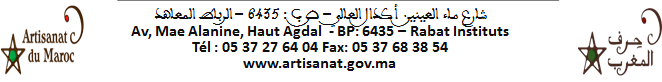 Artisanat
du Maroc
شارع ماء العينين أكدال العالي – ص ب : 6435 – الرباط المعاهد
Av, Mae Alanine, Haut Agdal - BP: 6435 – Rabat Instituts
Tél : 05 37 27 64 04 Fax: 05 37 68 38 54
www.artisanat.gov.ma
حرف
المغرب